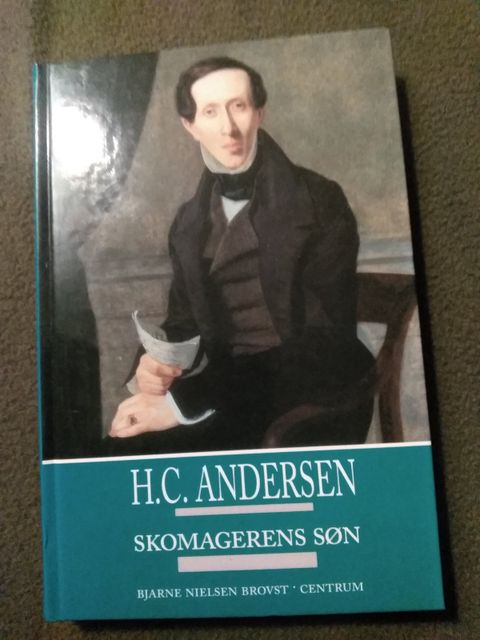 H.C. ANDERSEN
SKOMAGERENS SØN
BJARNE NIELSEN BROVST · CENTRUM